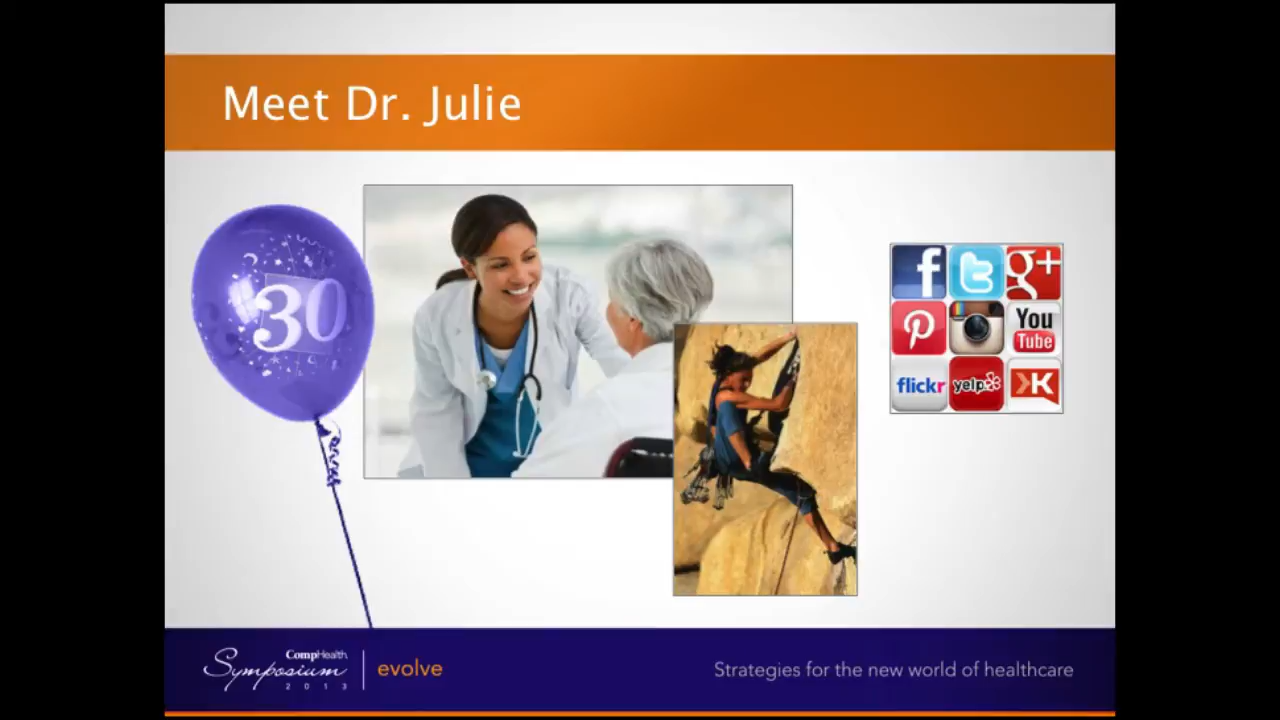 Meet Dr. Julie
30
f
t
g+
You
Tube
flickr
yelp
K
CompHealth
Symposium
2013
evolve
Strategies for the new world of healthcare